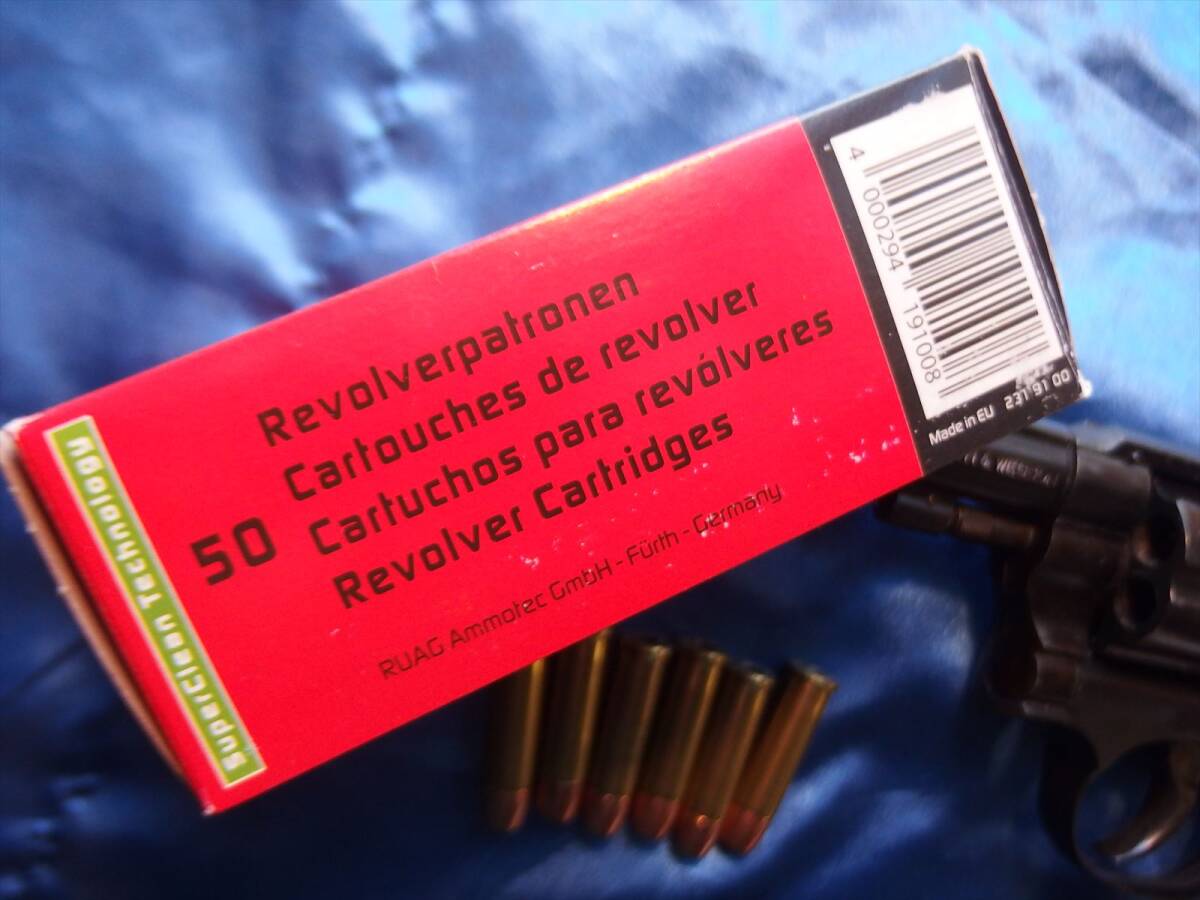 SuperClean Technology
50
Revolverpatronen
Cartouches de revolver
Cartuchos para revólveres
Revolver Cartridges
RUAG Ammotec GmbH - Fürth - Germany
4 000294 191008
Made in EU 231 91 00